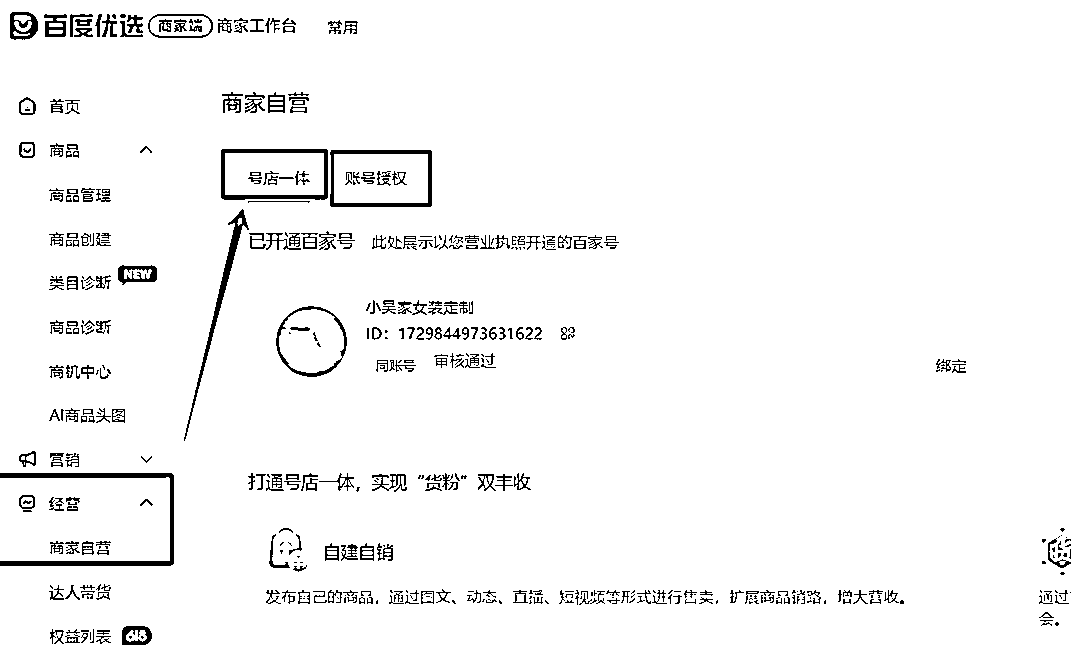 百度优选 商家端 商家工作台 常用
首页
商品
商品管理
商品创建
类目诊断 NEW
商品诊断
商机中心
AI商品头图
营销
经营
商家自营
达人带货
权益列表
商家自营
号店一体 账号授权
已开通百家号 此处展示以您营业执照开通的百家号
小吴家女装定制
ID: 1729844973631622
同账号 审核通过
绑定
打通号店一体，实现“货粉”双丰收
自建自销
发布自己的商品，通过图文、动态、直播、短视频等形式进行售卖，扩展商品销路，增大营收。
通过
会。